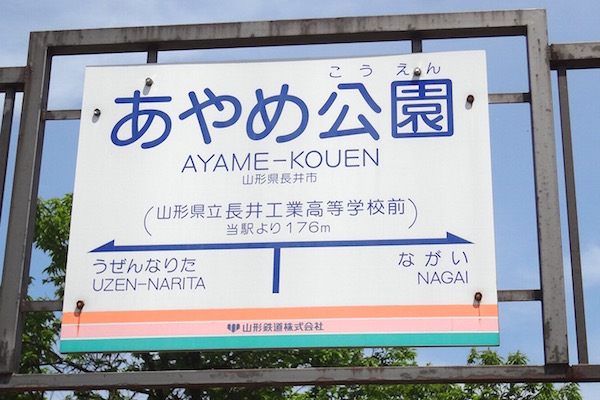 こうえん
あやめ公園
AYAME-KOUEN
山形県長井市
(山形県立長井工業高等学校前)
当駅より176m
うぜんなりた ながい
UZEN-NARITA NAGAI
山形鉄道株式会社